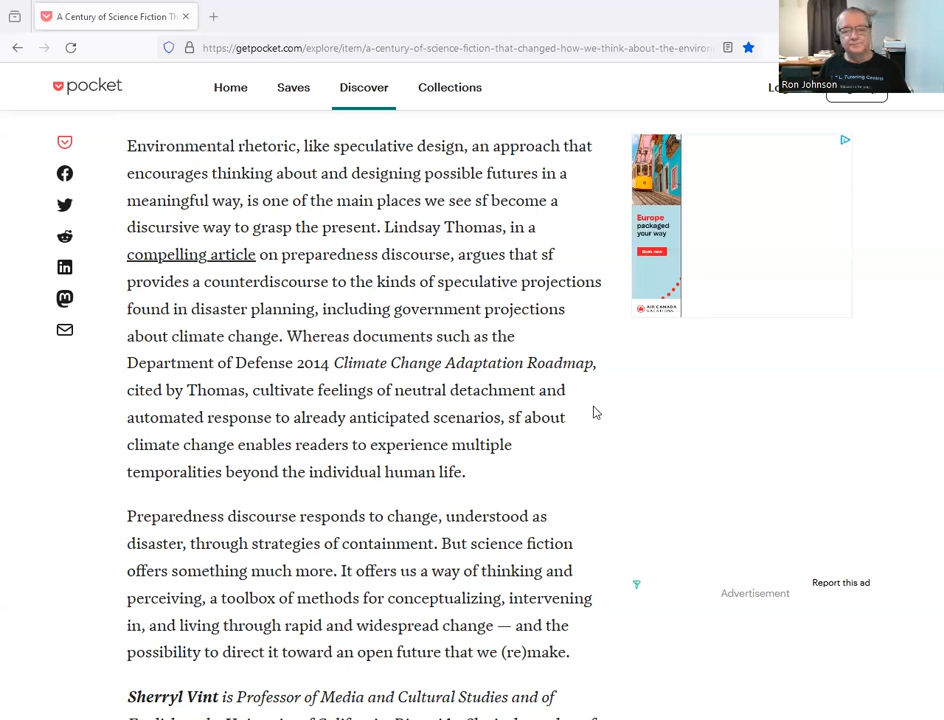 A Century of Science Fiction Th
https://getpocket.com/explore/item/a-century-of-science-fiction-that-changed-how-we-think-about-the-environ
Ron Johnson
pocket
Home
Saves
Discover
Collections
Environmental rhetoric, like speculative design, an approach that
encourages thinking about and designing possible futures in a
meaningful way, is one of the main places we see sf become a
discursive way to grasp the present. Lindsay Thomas, in a
compelling article on preparedness discourse, argues that sf
provides a counterdiscourse to the kinds of speculative projections
found in disaster planning, including government projections
about climate change. Whereas documents such as the
Department of Defense 2014 Climate Change Adaptation Roadmap,
cited by Thomas, cultivate feelings of neutral detachment and
automated response to already anticipated scenarios, sf about
climate change enables readers to experience multiple
temporalities beyond the individual human life.
Preparedness discourse responds to change, understood as
disaster, through strategies of containment. But science fiction
offers something much more. It offers us a way of thinking and
perceiving, a toolbox of methods for conceptualizing, intervening
in, and living through rapid and widespread change — and the
possibility to direct it toward an open future that we (re)make.
Sherryl Vint is Professor of Media and Cultural Studies and of
Europe
packaged
your way
Book now
AIR CANADA
VACATIONS
Advertisement
Report this ad